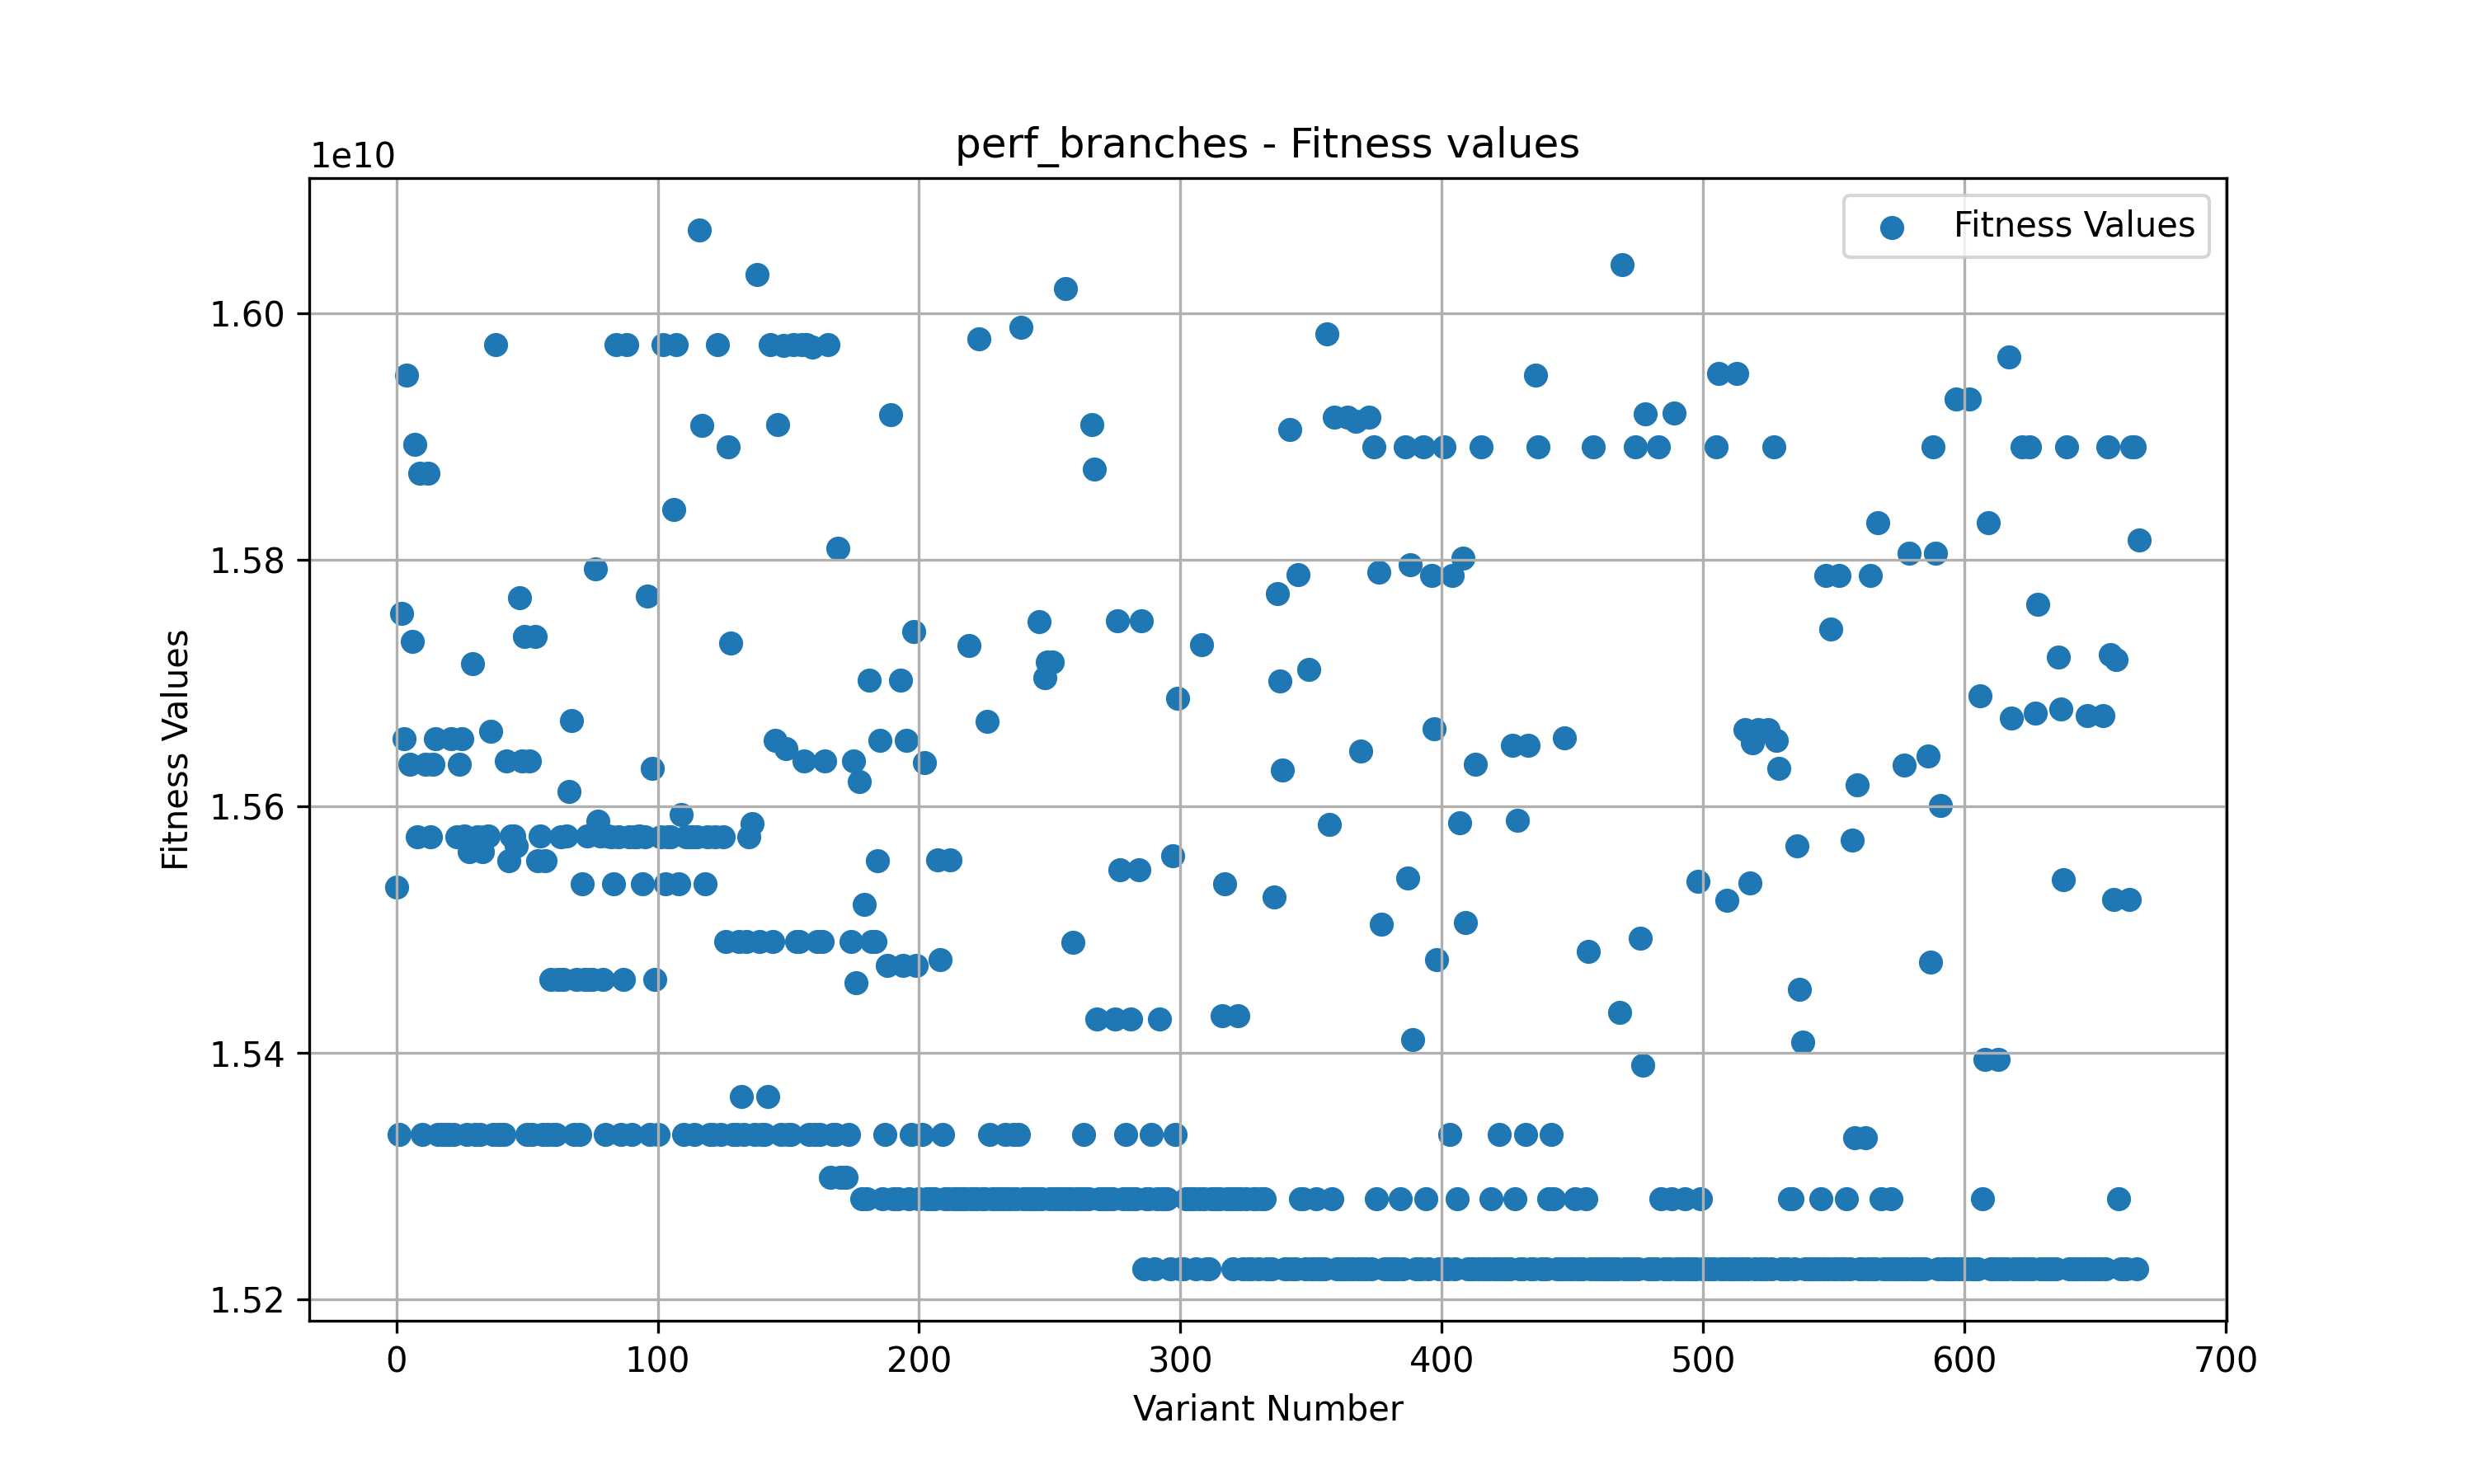 perf_branches - Fitness values
1e10
Fitness Values
1.60
1.58
1.56
1.54
1.52
Fitness Values
0 100 200 300 400 500 600 700
Variant Number